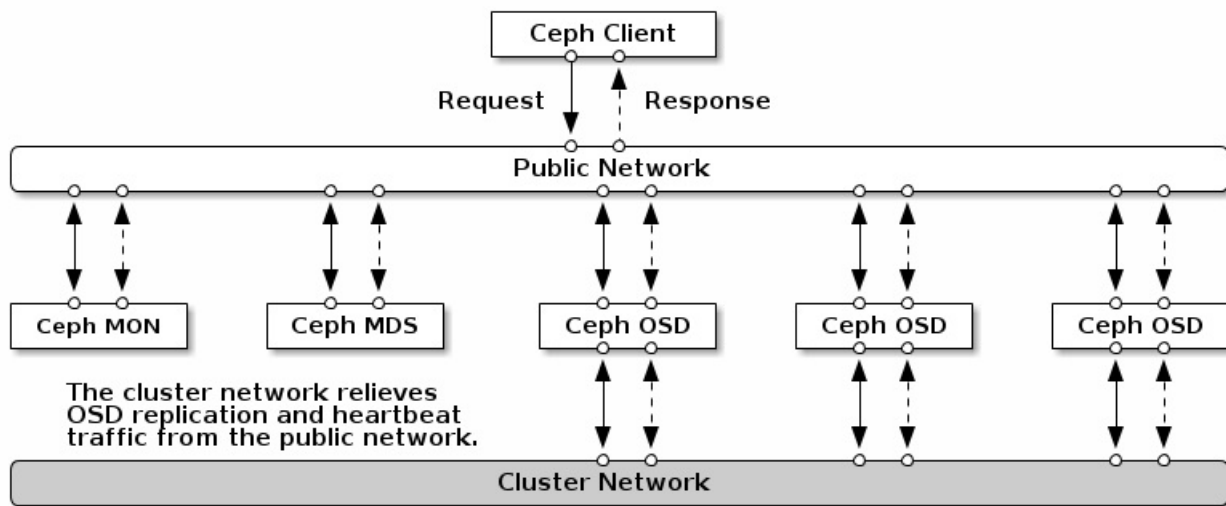 Ceph Client
Request
Response
Public Network
Ceph MON
Ceph MDS
Ceph OSD
Ceph OSD
Ceph OSD
The cluster network relieves
OSD replication and heartbeat
traffic from the public network.
Cluster Network